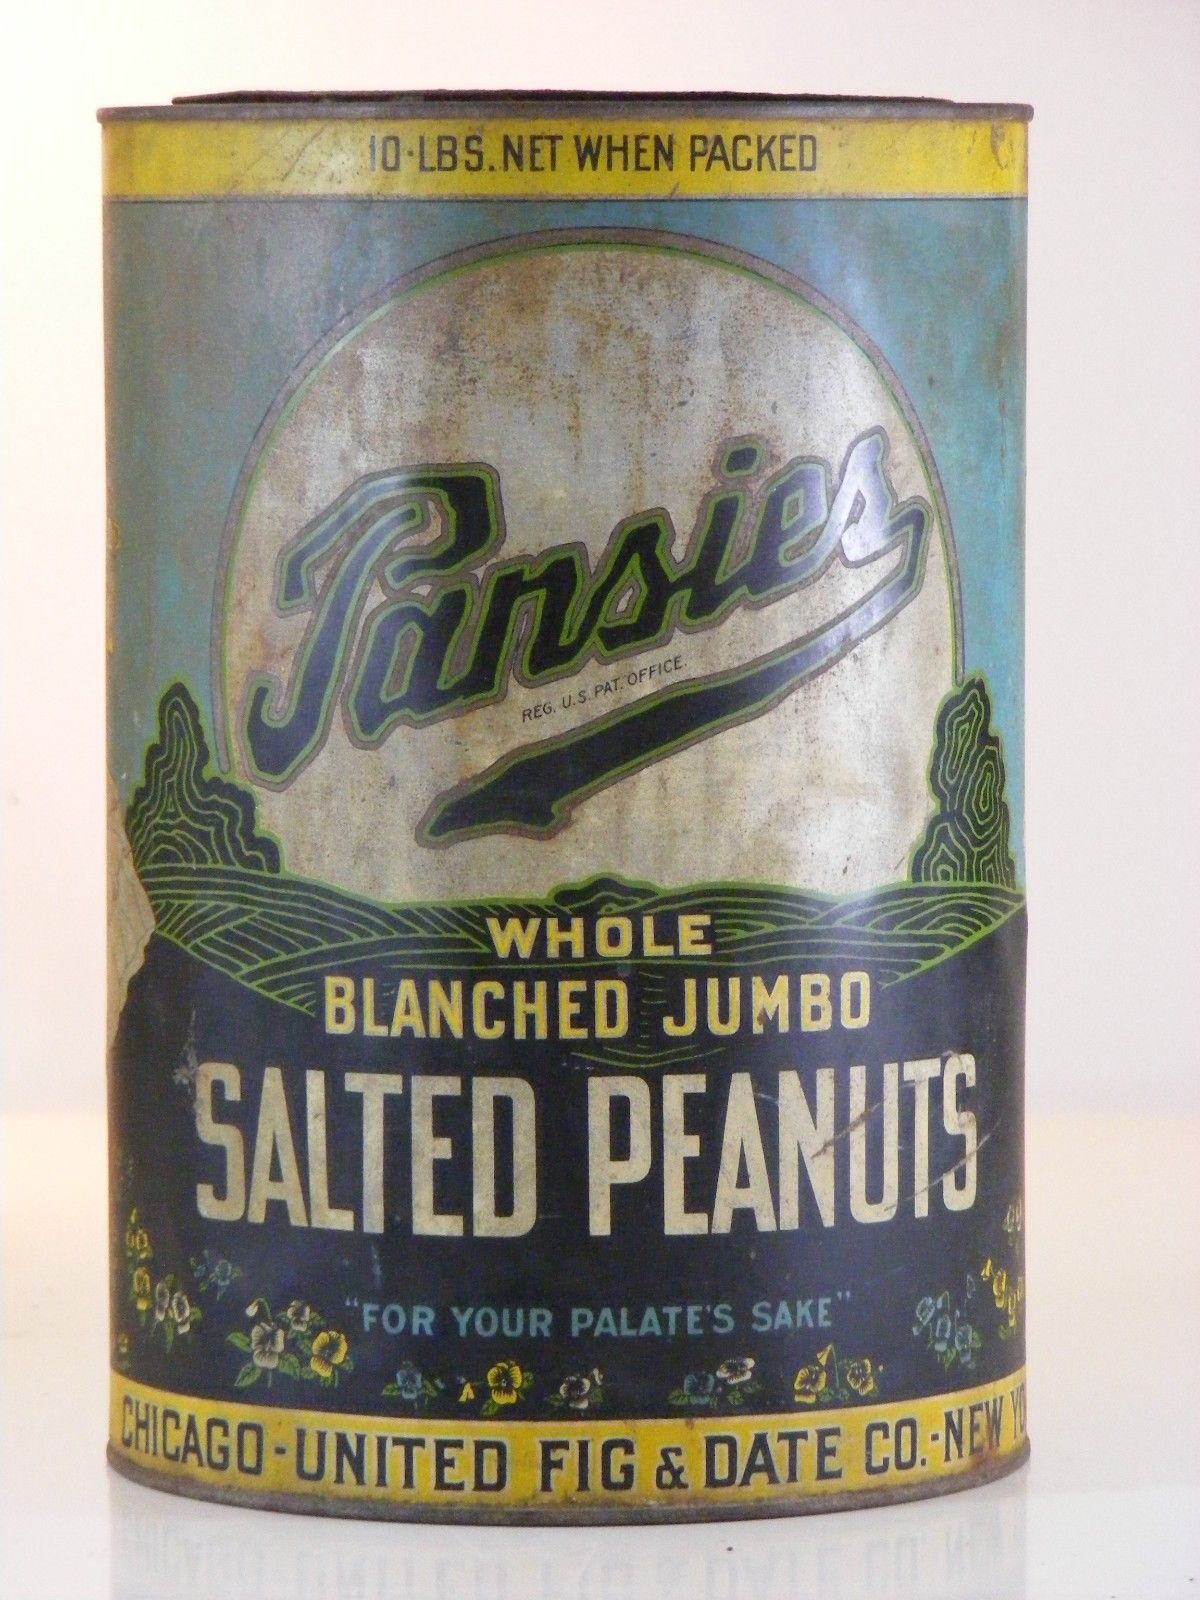 10·LBS. NET WHEN PACKED
Pansies
REG. U.S. PAT. OFFICE.
WHOLE
BLANCHED JUMBO
SALTED PEANUTS
"FOR YOUR PALATE'S SAKE"
CHICAGO-UNITED FIG & DATE CO.-NEW YO